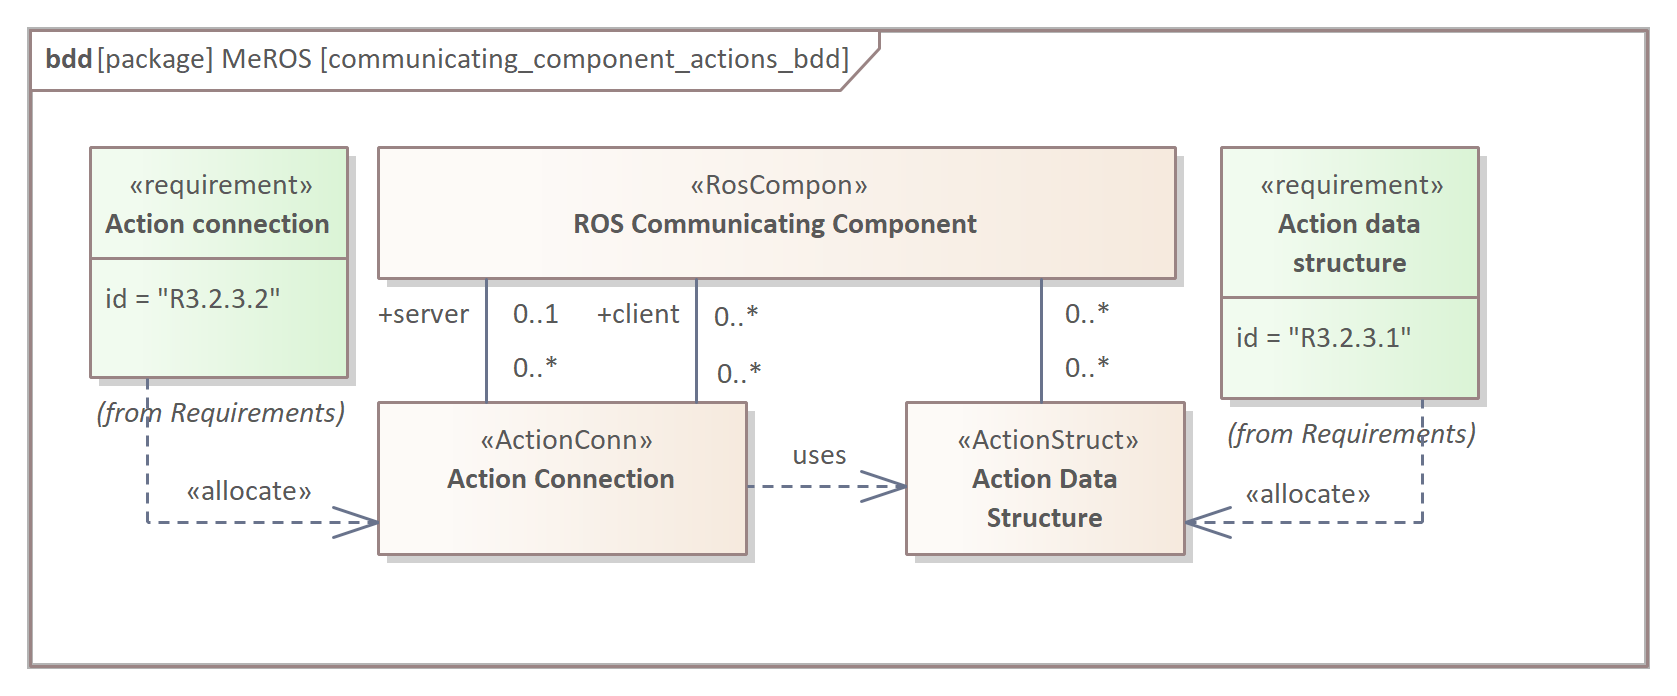 bdd [package] MeROS [communicating_component_actions_bdd]
«requirement»
Action connection
id = "R3.2.3.2"
(from Requirements)
«allocate»
«RosCompon»
ROS Communicating Component
+server
0..1
0..*
+client
0..*
0..*
0..*
0..*
«ActionConn»
Action Connection
uses
«ActionStruct»
Action Data
Structure
«requirement»
Action data
structure
id = "R3.2.3.1"
(from Requirements)
«allocate»